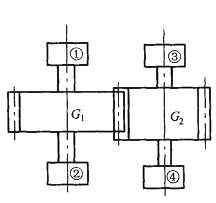 ① ③
G₁ G₂
② ④